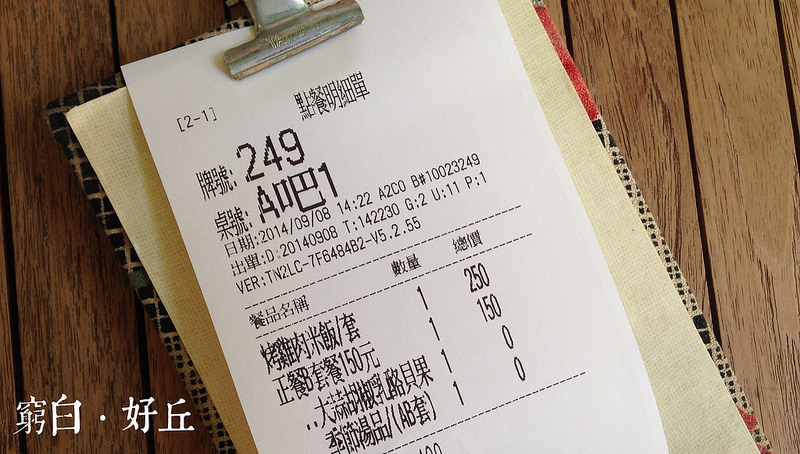 [2-1]
點餐明細單
牌號: 249
桌號: A吧1
日期:2014/09/08 14:22 A2C0 B#10023249
出單:D:20140908 T:142230 G:2 U:11 P:1
VER:TN2LC-7F6484B2-V5.2.55
餐品名稱 數量 總價
烤雞肉米飯/套 1 250
正餐B套餐150元 1 150
..大蒜胡椒乳酪貝果 1 0
季節湯品/(AB套) 1 0
窮白・好丘